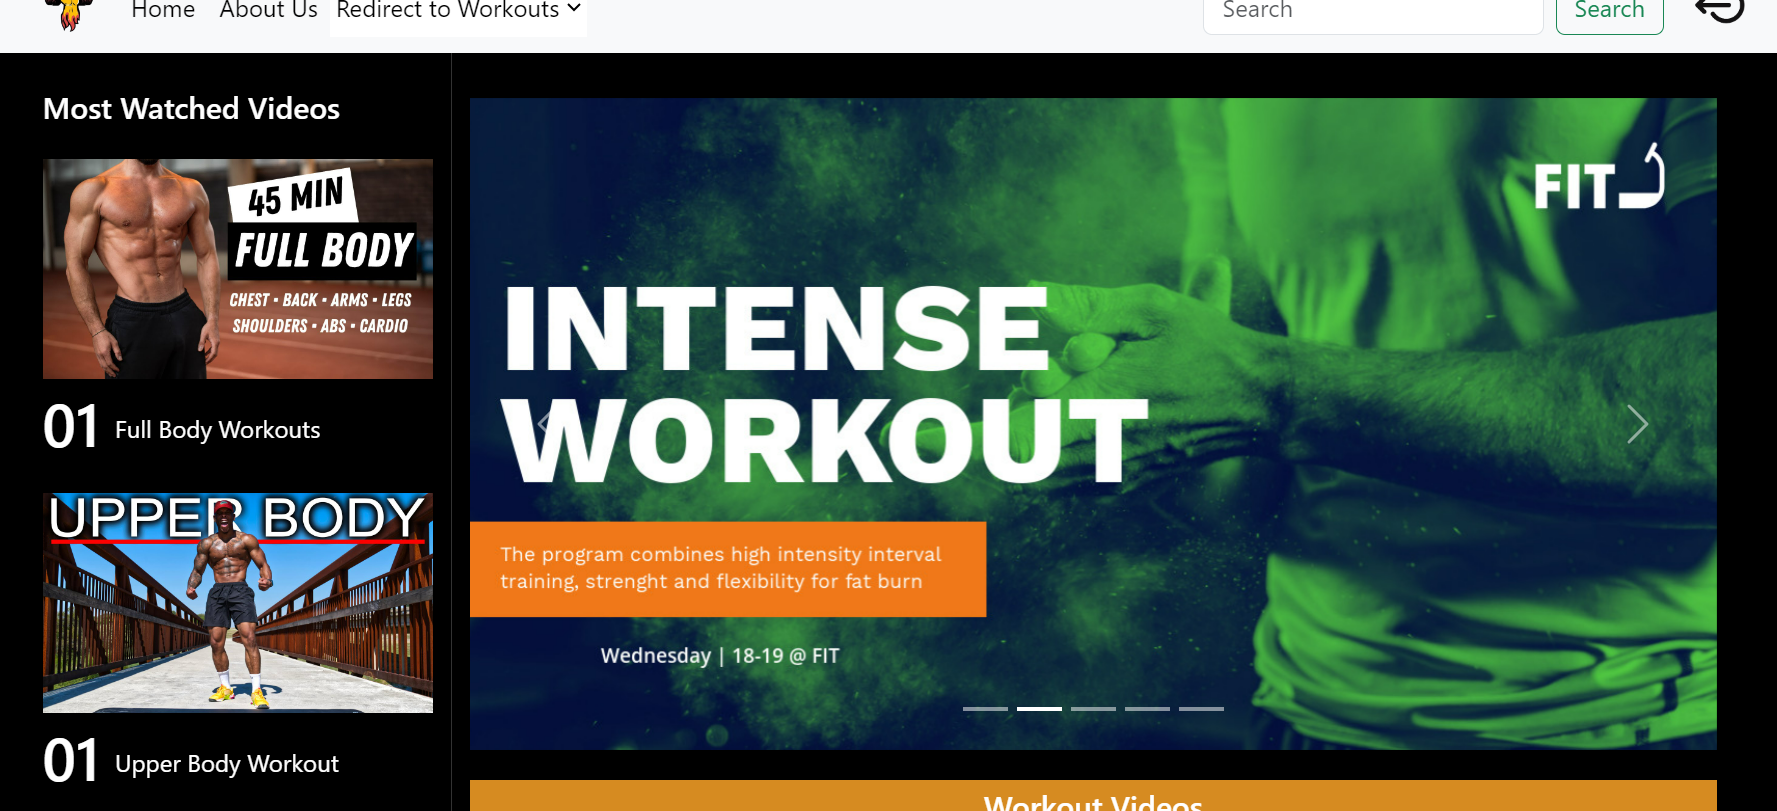 Home About Us Redirect to Workouts
Search
Search
Most Watched Videos
45 MIN
FULL BODY
CHEST • BACK • ARMS • LEGS
SHOULDERS • ABS • CARDIO
01 Full Body Workouts
UPPER BODY
01 Upper Body Workout
FIT
INTENSE
WORKOUT
The program combines high intensity interval
training, strenght and flexibility for fat burn
Wednesday | 18-19 @ FIT
Workout Videos